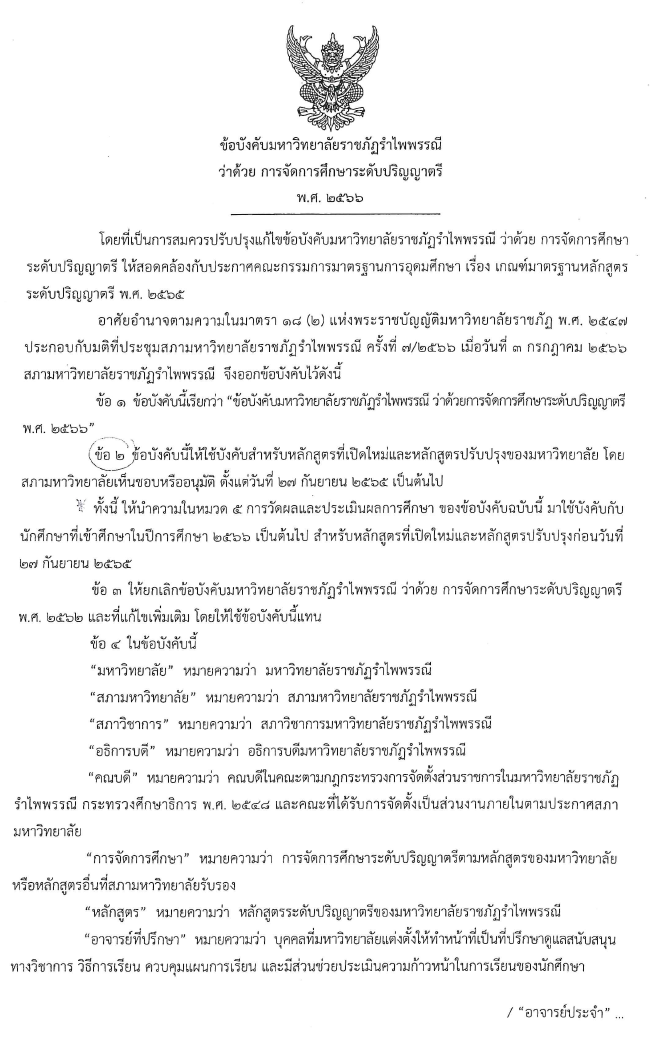 ข้อบังคับมหาวิทยาลัยราชภัฏรำไพพรรณี
ว่าด้วย การจัดการศึกษาระดับปริญญาตรี
พ.ศ. ๒๕๖๖
โดยที่เป็นการสมควรปรับปรุงแก้ไขข้อบังคับมหาวิทยาลัยราชภัฏรำไพพรรณี ว่าด้วย การจัดการศึกษา
ระดับปริญญาตรี ให้สอดคล้องกับประกาศคณะกรรมการมาตรฐานการอุดมศึกษา เรื่อง เกณฑ์มาตรฐานหลักสูตร
ระดับปริญญาตรี พ.ศ. ๒๕๖๕
อาศัยอำนาจตามความในมาตรา ๑๘ (๒) แห่งพระราชบัญญัติมหาวิทยาลัยราชภัฏ พ.ศ. ๒๕๔๗
ประกอบกับมติที่ประชุมสภามหาวิทยาลัยราชภัฏรำไพพรรณี ครั้งที่ ๗/๒๕๖๖ เมื่อวันที่ ๓ กรกฎาคม ๒๕๖๖
สภามหาวิทยาลัยราชภัฏรำไพพรรณี จึงออกข้อบังคับไว้ดังนี้
ข้อ ๑ ข้อบังคับนี้เรียกว่า “ข้อบังคับมหาวิทยาลัยราชภัฏรำไพพรรณี ว่าด้วยการจัดการศึกษาระดับปริญญาตรี
พ.ศ. ๒๕๖๖”
ข้อ ๒ ข้อบังคับนี้ให้ใช้บังคับสำหรับหลักสูตรที่เปิดใหม่และหลักสูตรปรับปรุงของมหาวิทยาลัย โดย
สภามหาวิทยาลัยเห็นชอบหรืออนุมัติ ตั้งแต่วันที่ ๒๗ กันยายน ๒๕๖๕ เป็นต้นไป
ทั้งนี้ ให้นำความในหมวด ๕ การวัดผลและประเมินผลการศึกษา ของข้อบังคับฉบับนี้ มาใช้บังคับกับ
นักศึกษาที่เข้าศึกษาในปีการศึกษา ๒๕๖๖ เป็นต้นไป สำหรับหลักสูตรที่เปิดใหม่และหลักสูตรปรับปรุงก่อนวันที่
๒๗ กันยายน ๒๕๖๕
ข้อ ๓ ให้ยกเลิกข้อบังคับมหาวิทยาลัยราชภัฏรำไพพรรณี ว่าด้วย การจัดการศึกษาระดับปริญญาตรี
พ.ศ. ๒๕๖๒ และที่แก้ไขเพิ่มเติม โดยให้ใช้ข้อบังคับนี้แทน
ข้อ ๔ ในข้อบังคับนี้
“มหาวิทยาลัย” หมายความว่า มหาวิทยาลัยราชภัฏรำไพพรรณี
“สภามหาวิทยาลัย” หมายความว่า สภามหาวิทยาลัยราชภัฏรำไพพรรณี
“สภาวิชาการ” หมายความว่า สภาวิชาการมหาวิทยาลัยราชภัฏรำไพพรรณี
“อธิการบดี” หมายความว่า อธิการบดีมหาวิทยาลัยราชภัฏรำไพพรรณี
“คณบดี” หมายความว่า คณบดีในคณะตามกฎกระทรวงการจัดตั้งส่วนราชการในมหาวิทยาลัยราชภัฏ
รำไพพรรณี กระทรวงศึกษาธิการ พ.ศ. ๒๕๔๘ และคณะที่ได้รับการจัดตั้งเป็นส่วนงานภายในตามประกาศสภา
มหาวิทยาลัย
“การจัดการศึกษา” หมายความว่า การจัดการศึกษาระดับปริญญาตรีตามหลักสูตรของมหาวิทยาลัย
หรือหลักสูตรอื่นที่สภามหาวิทยาลัยรับรอง
“หลักสูตร” หมายความว่า หลักสูตรระดับปริญญาตรีของมหาวิทยาลัยราชภัฏรำไพพรรณี
“อาจารย์ที่ปรึกษา” หมายความว่า บุคคลที่มหาวิทยาลัยแต่งตั้งให้ทำหน้าที่เป็นที่ปรึกษาดูแลสนับสนุน
ทางวิชาการ วิธีการเรียน ควบคุมแผนการเรียน และมีส่วนช่วยประเมินความก้าวหน้าในการเรียนของนักศึกษา
/ “อาจารย์ประจำ” ...